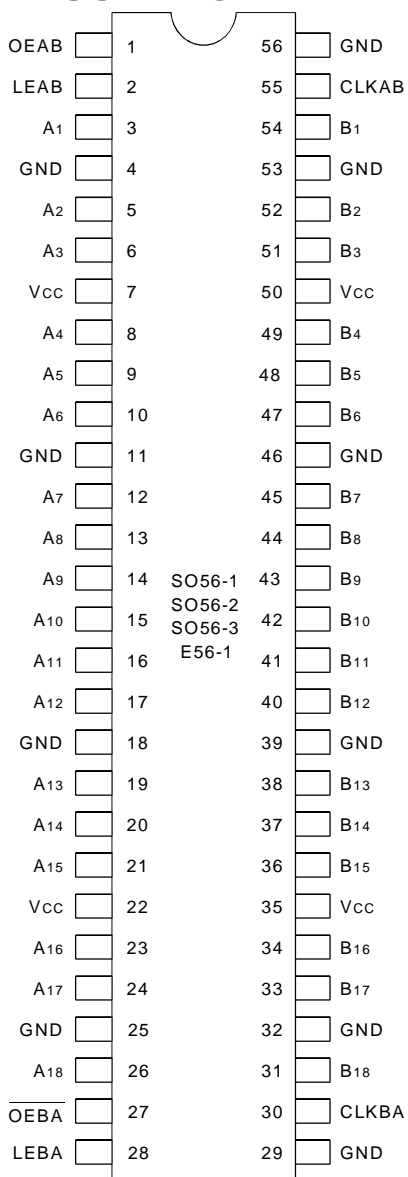 OEAB 1 56 GND
LEAB 2 55 CLKAB
A1 3 54 B1
GND 4 53 GND
A2 5 52 B2
A3 6 51 B3
VCC 7 50 VCC
A4 8 49 B4
A5 9 48 B5
A6 10 47 B6
GND 11 46 GND
A7 12 45 B7
A8 13 44 B8
A9 14 SO56-1 43 B9
SO56-2
A10 15 SO56-3 42 B10
E56-1
A11 16 41 B11
A12 17 40 B12
GND 18 39 GND
A13 19 38 B13
A14 20 37 B14
A15 21 36 B15
VCC 22 35 VCC
A16 23 34 B16
A17 24 33 B17
GND 25 32 GND
A18 26 31 B18
OEBA 27 30 CLKBA
LEBA 28 29 GND